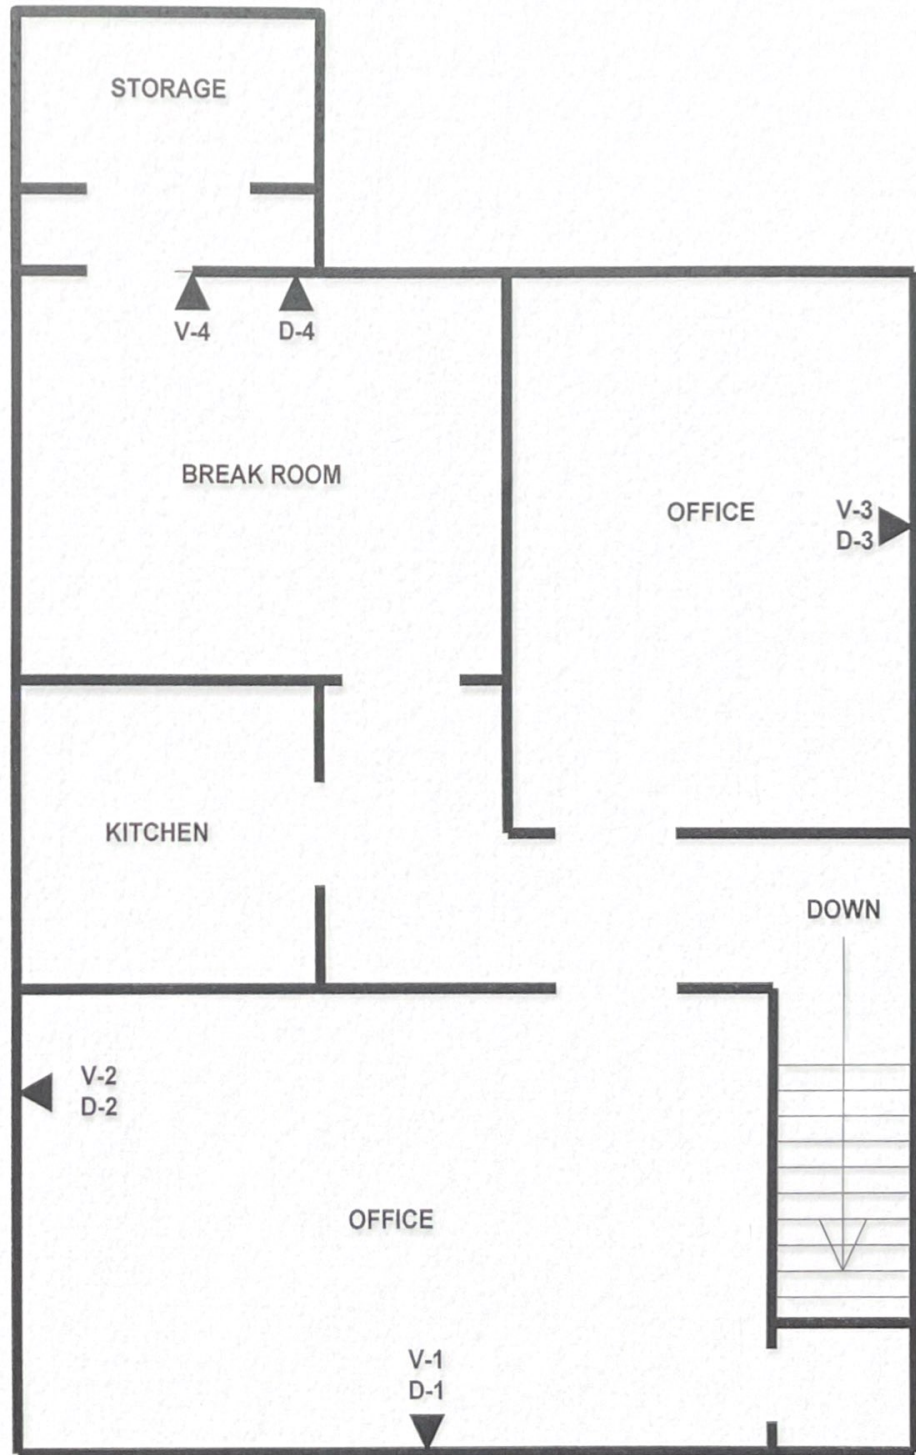 STORAGE
V-4
D-4
BREAK ROOM
OFFICE
V-3
D-3
KITCHEN
DOWN
V-2
D-2
OFFICE
V-1
D-1